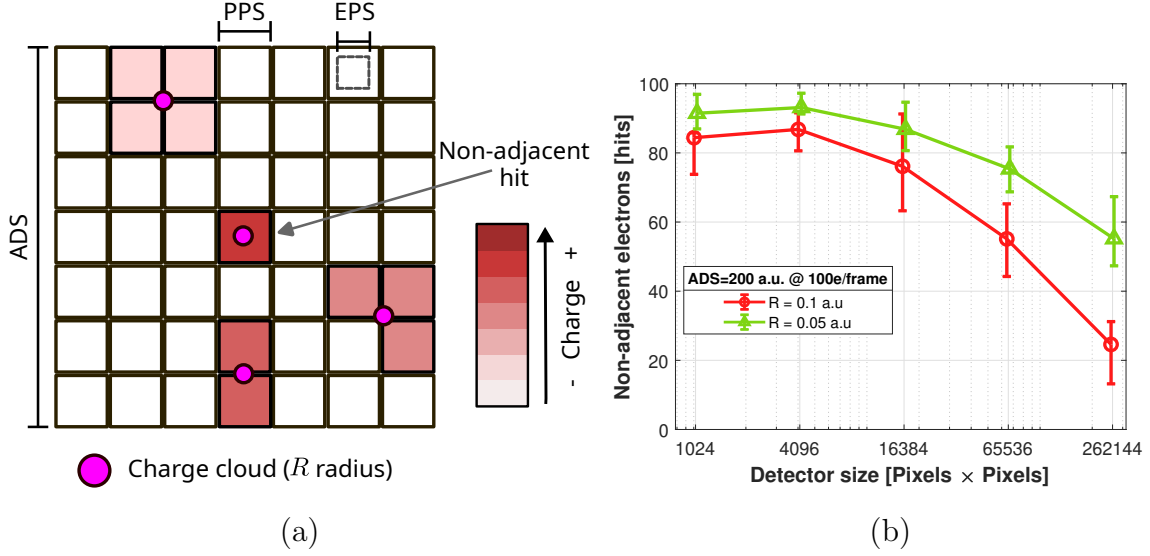 PPS
EPS
ADS
Non-adjacent
hit
- Charge +
Charge cloud (R radius)
(a)
100
80
60
40
20
0
Non-adjacent electrons [hits]
ADS=200 a.u. @ 100e/frame
R = 0.1 a.u
R = 0.05 a.u
1024
4096
16384
65536
262144
Detector size [Pixels × Pixels]
(b)